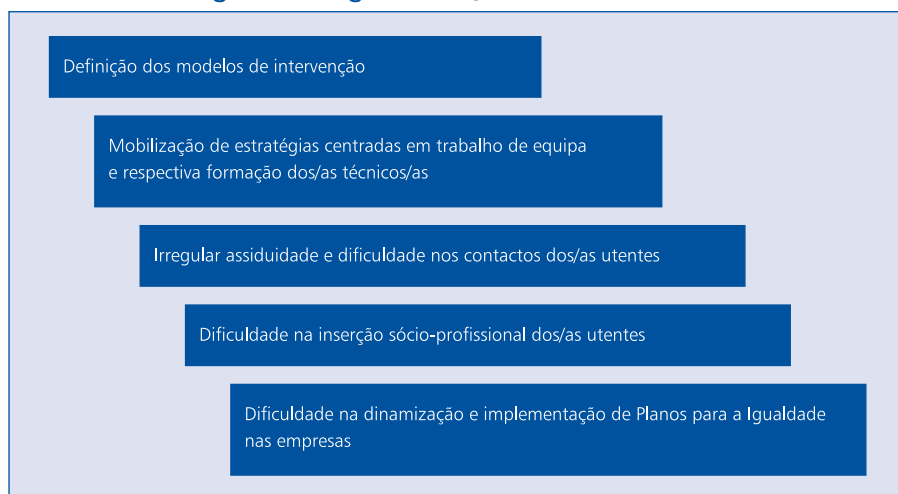 Definição dos modelos de intervenção
Mobilização de estratégias centradas em trabalho de equipa
e respectiva formação dos/as técnicos/as
Irregular assiduidade e dificuldade nos contactos dos/as utentes
Dificuldade na inserção sócio-profissional dos/as utentes
Dificuldade na dinamização e implementação de Planos para a Igualdade
nas empresas